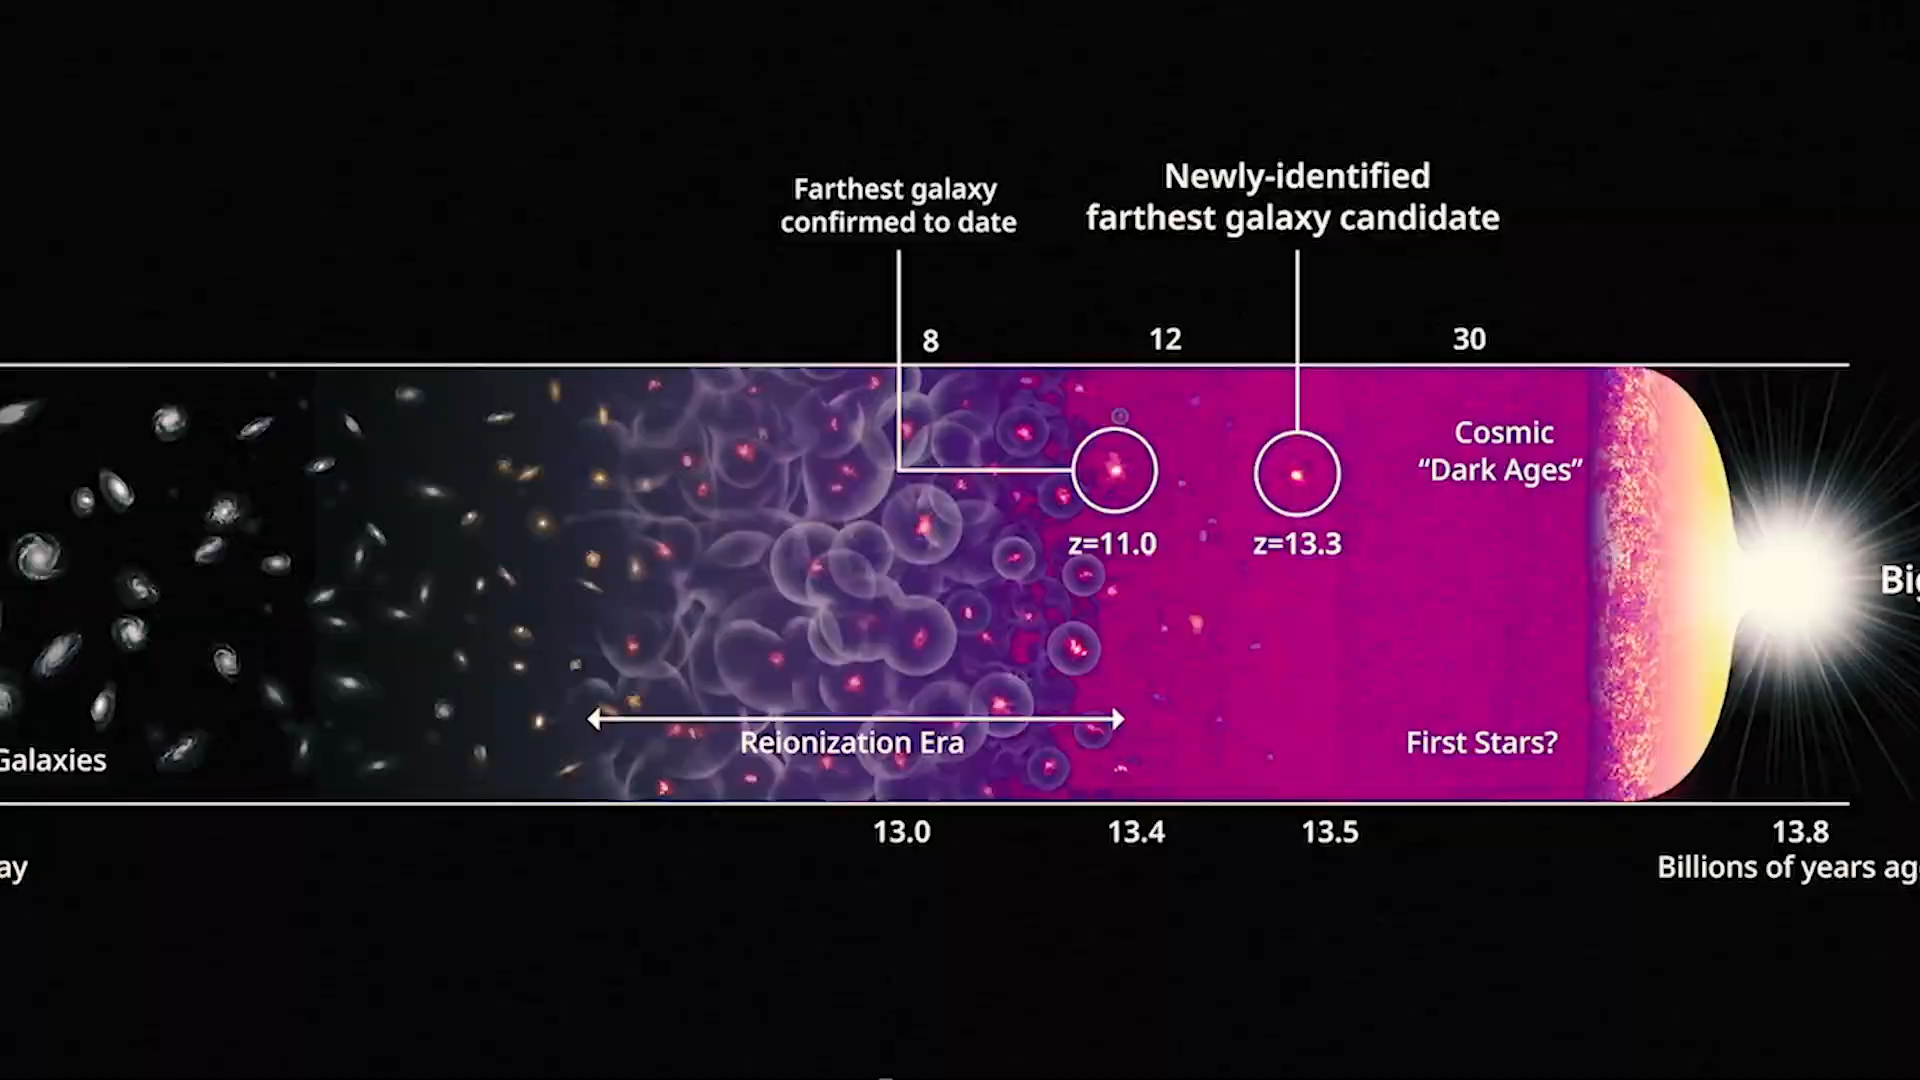 Farthest galaxy
confirmed to date
Newly-identified
farthest galaxy candidate
8
12
30
Cosmic
“Dark Ages”
z=11.0
z=13.3
Big
Reionization Era
First Stars?
Galaxies
13.0
13.4
13.5
13.8
ay
Billions of years ag